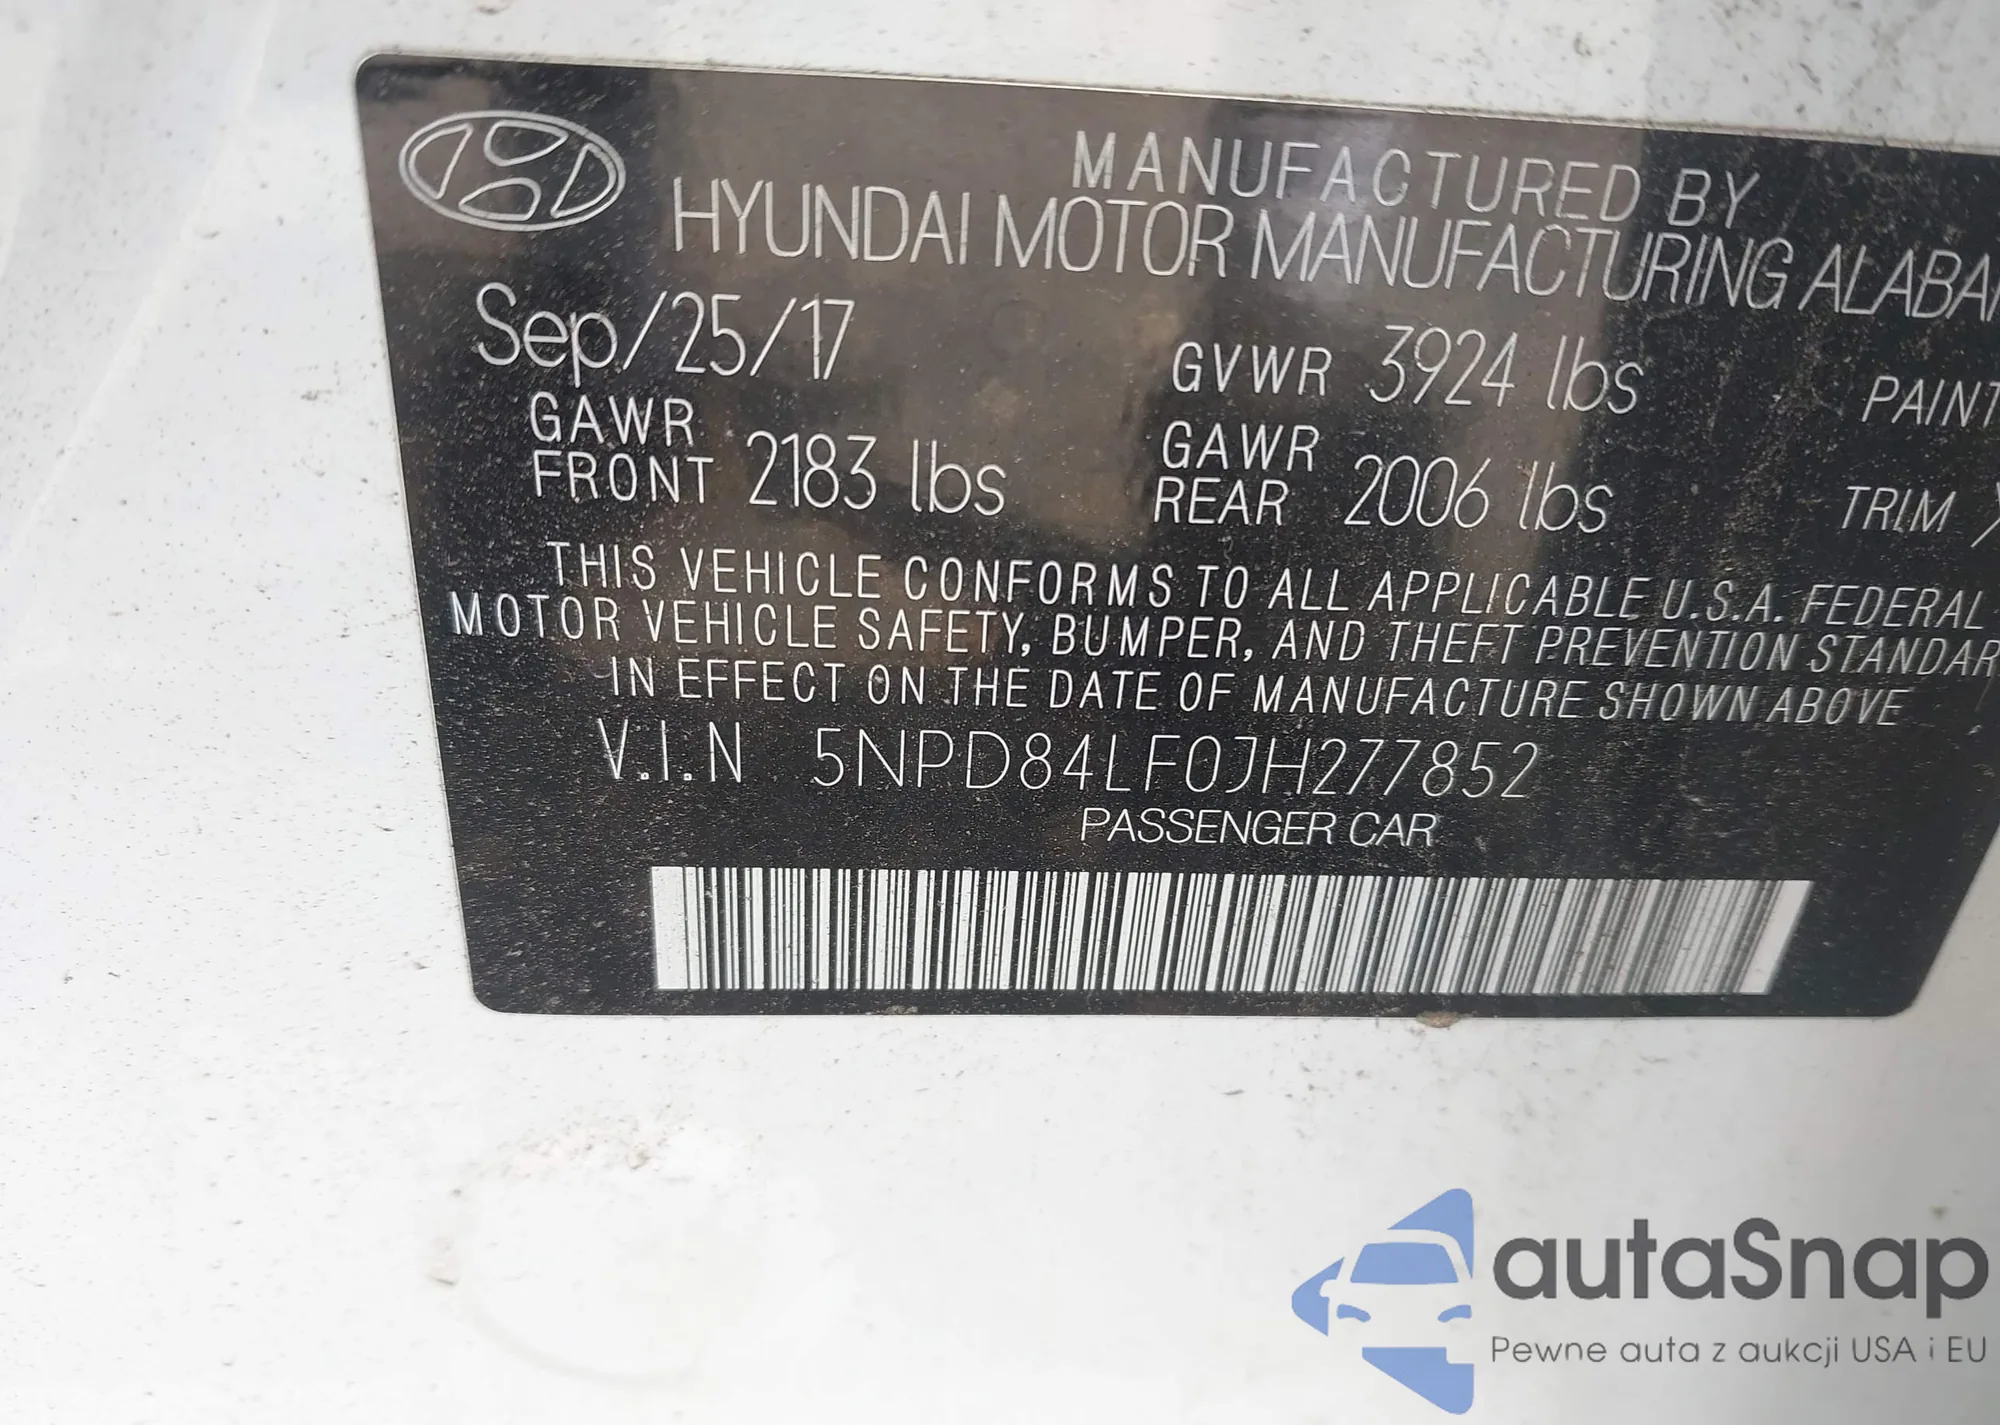 MANUFACTURED BY
HYUNDAI MOTOR MANUFACTURING
Sep/25/17 GVWR 3924 lbs PAINT
GAWR FRONT 2183 lbs GAWR REAR 2006 lbs TRIM
THIS VEHICLE CONFORMS TO ALL APPLICABLE U.S.A. FEDERAL
MOTOR VEHICLE SAFETY, BUMPER, AND THEFT PREVENTION
IN EFFECT ON THE DATE OF MANUFACTURE SHOWN ABOVE
V.I.N 5NPD84LF0JH277852
PASSENGER CAR
autaSnap
Pewne auta z aukcji USA i EU